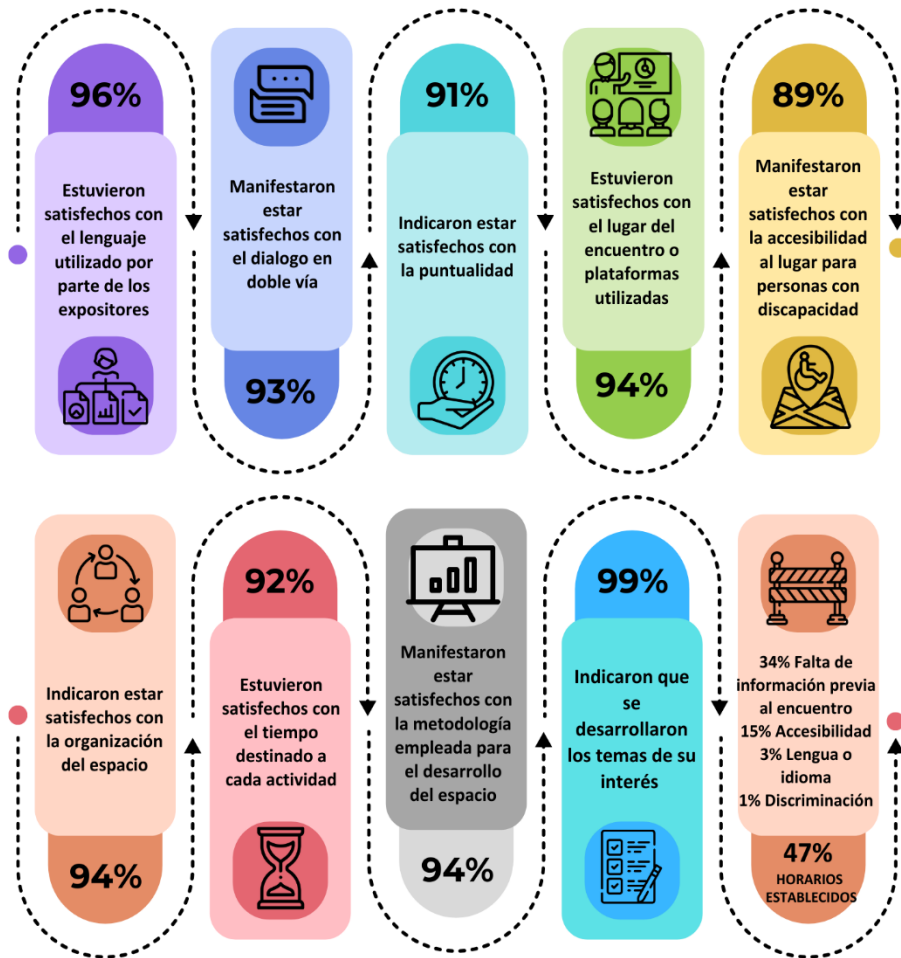 96%
Estuvieron
satisfechos con
el lenguaje
utilizado por
parte de los
expositores
Manifestaron
estar
satisfechos con
el dialogo en
doble vía
93%
91%
Indicaron estar
satisfechos con
la puntualidad
Estuvieron
satisfechos con
el lugar del
encuentro o
plataformas
utilizadas
94%
89%
Manifestaron
estar
satisfechos con
la accesibilidad
al lugar para
personas con
discapacidad
Indicaron estar
satisfechos con
la organización
del espacio
94%
92%
Estuvieron
satisfechos con
el tiempo
destinado a
cada actividad
Manifestaron
estar
satisfechos con
la metodología
empleada para
el desarrollo
del espacio
94%
99%
Indicaron que
se
desarrollaron
los temas de su
interés
34% Falta de
información previa
al encuentro
15% Accesibilidad
3% Lengua o
idioma
1% Discriminación
47%
HORARIOS
ESTABLECIDOS